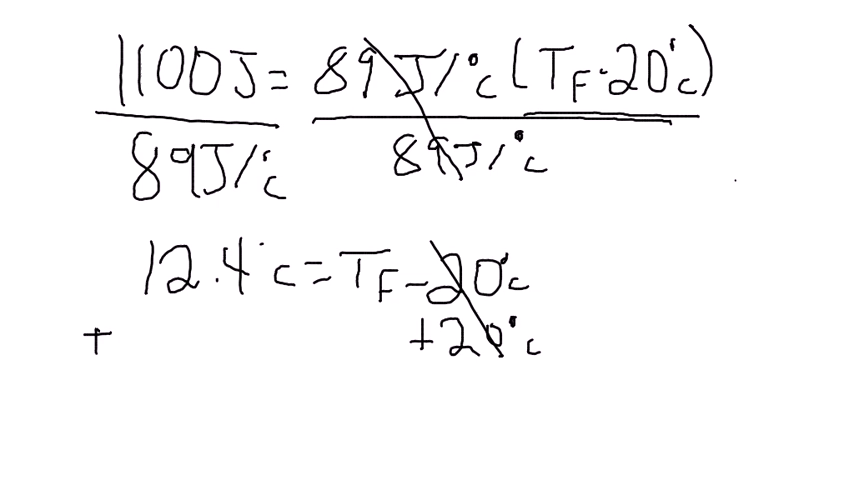 1100J = 89J/°C (TF - 20°C)
89J/°C 89J/°C
12.4°C = TF - 20°C
+ +20°C